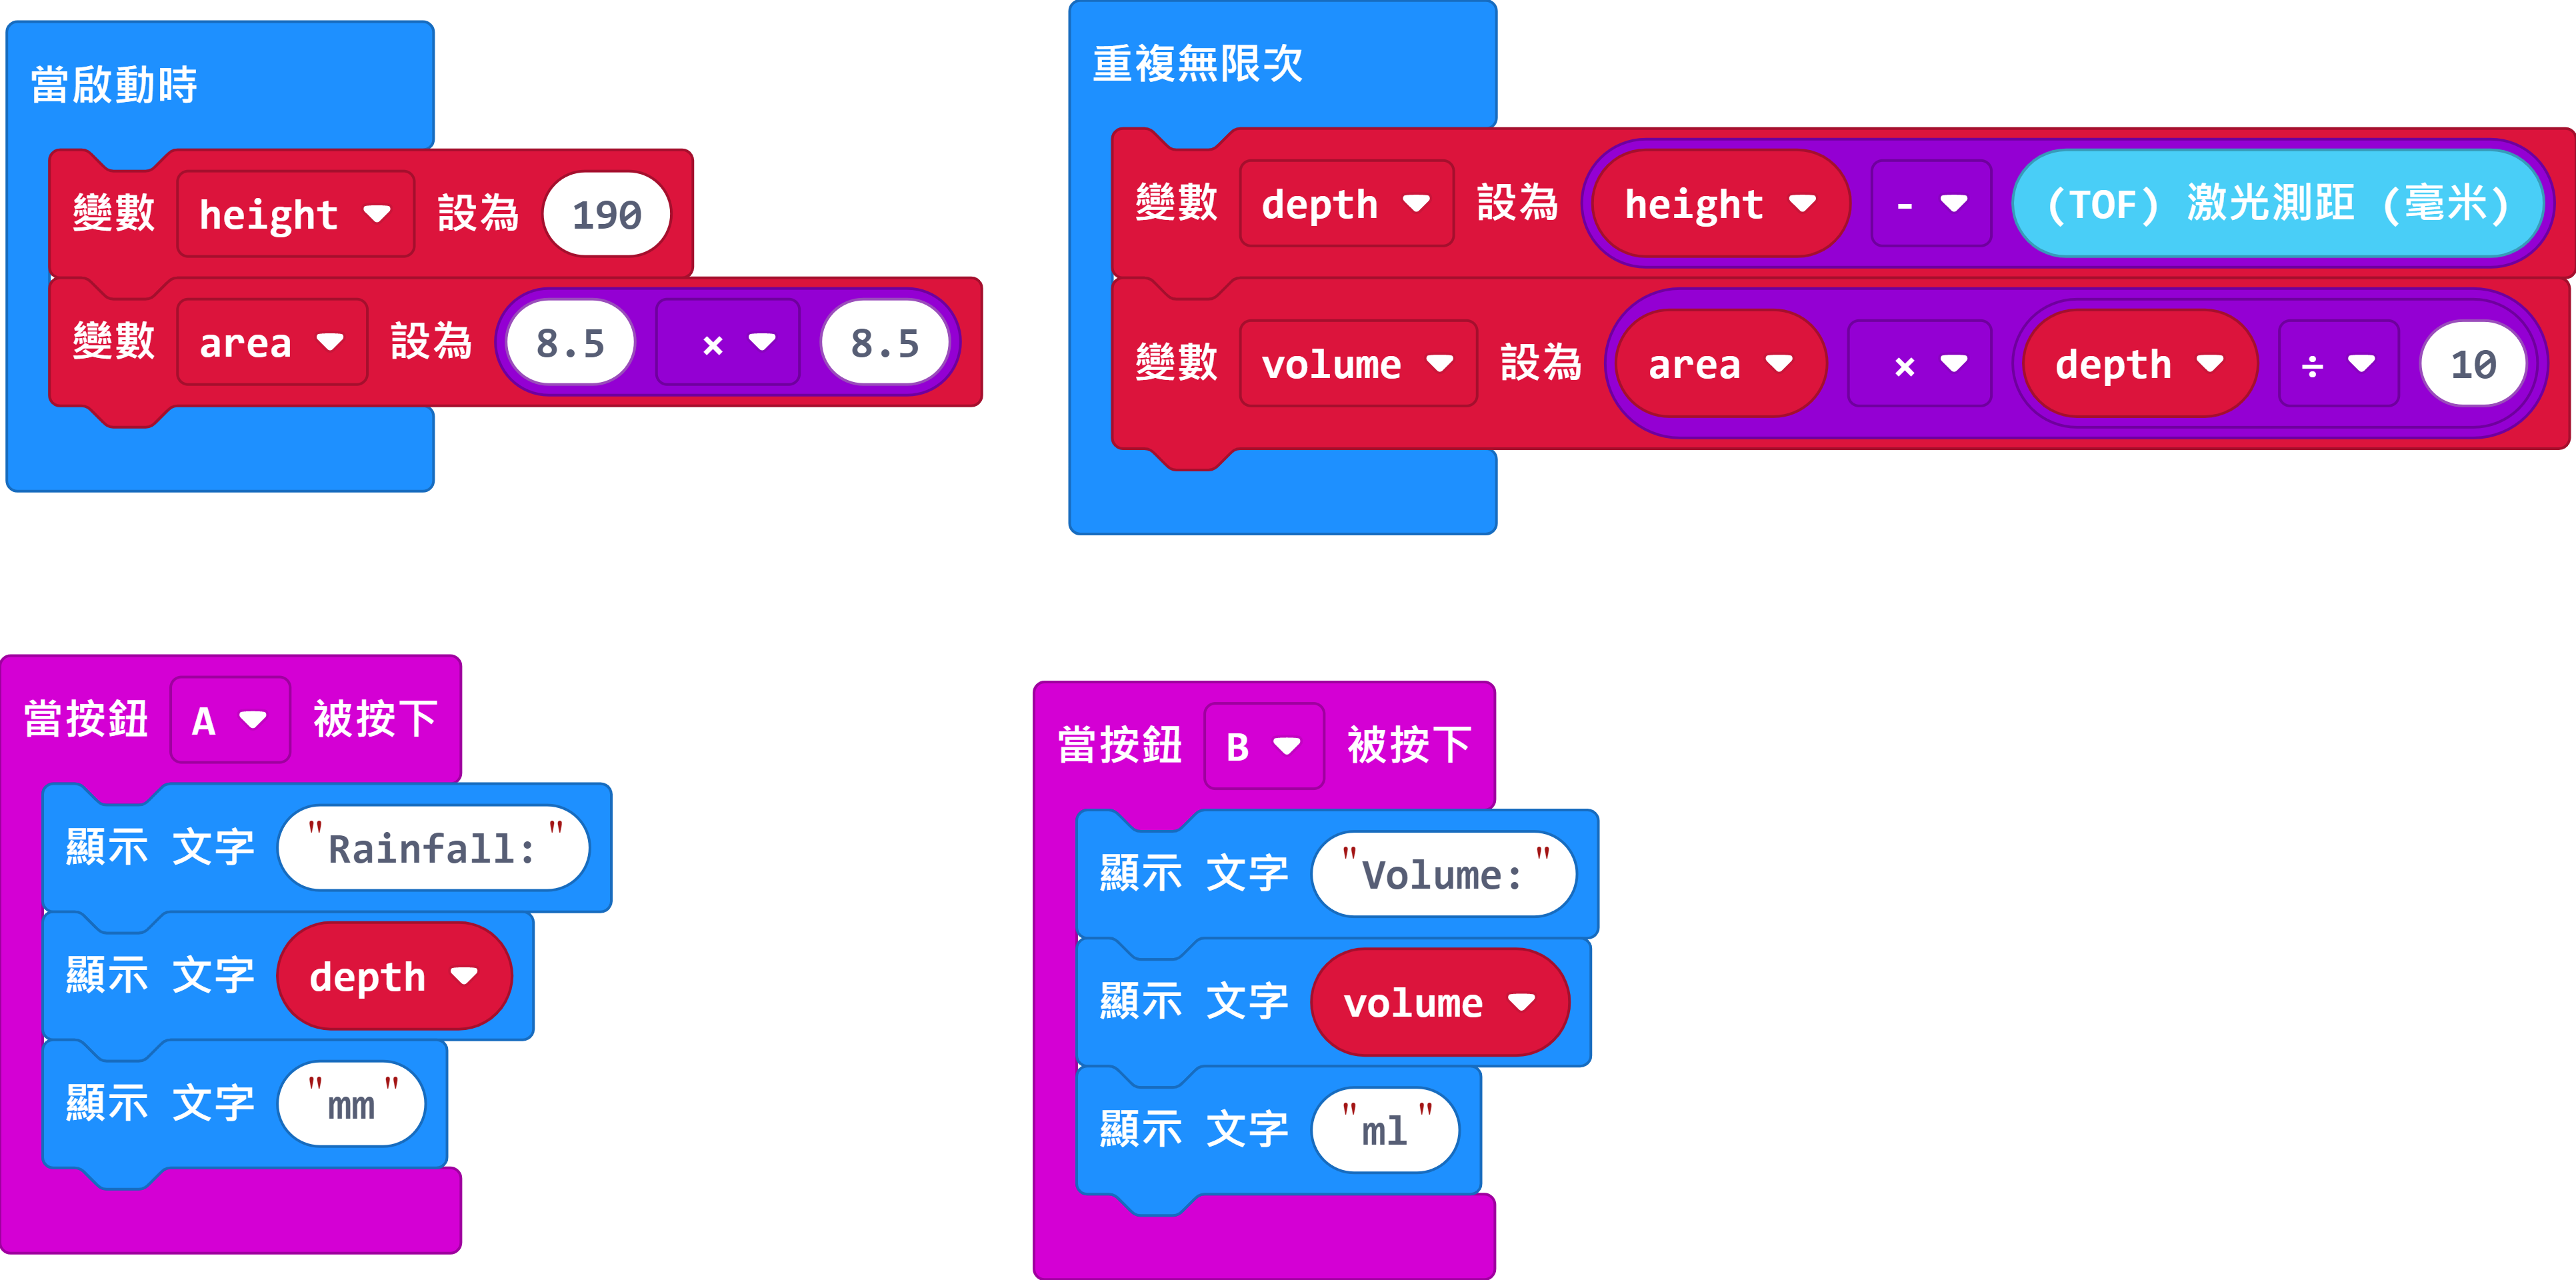 當啟動時
變數 height 設為 190
變數 area 設為 8.5 × 8.5
重複無限次
變數 depth 設為 height - (TOF) 激光測距 (毫米)
變數 volume 設為 area × depth ÷ 10
當按鈕 A 被按下
顯示 文字 "Rainfall:"
顯示 文字 depth
顯示 文字 "mm"
當按鈕 B 被按下
顯示 文字 "Volume:"
顯示 文字 volume
顯示 文字 "ml"